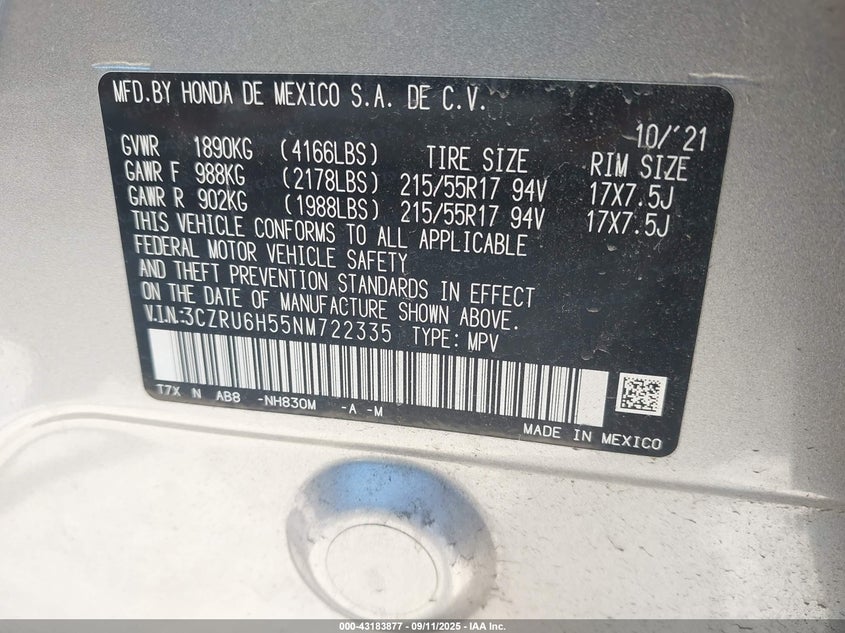 MFD.BY HONDA DE MEXICO S.A. DE C.V.
10/'21
GVWR 1890KG (4166LBS) TIRE SIZE RIM SIZE
GAWR F 988KG (2178LBS) 215/55R17 94V 17X7.5J
GAWR R 902KG (1988LBS) 215/55R17 94V 17X7.5J
THIS VEHICLE CONFORMS TO ALL APPLICABLE
FEDERAL MOTOR VEHICLE SAFETY
AND THEFT PREVENTION STANDARDS IN EFFECT
ON THE DATE OF MANUFACTURE SHOWN ABOVE.
V.I.N:3CZRU6H55NM722335 TYPE: MPV
T7X N AB8 -NH830M -A -M
MADE IN MEXICO
000-43183877 - 09/11/2025 - IAA Inc.